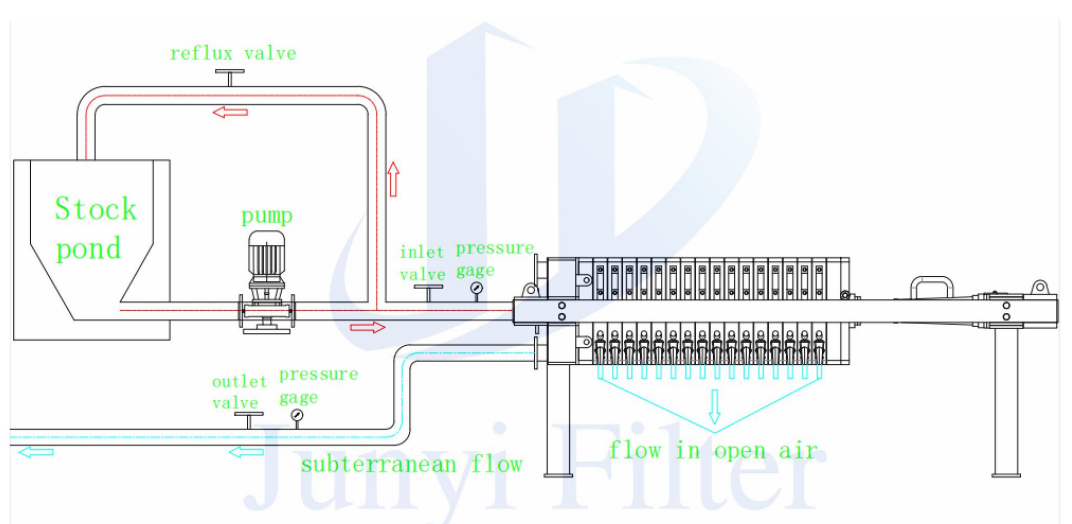 reflux valve
Stock
pond
pump
inlet
valve
pressure
gage
outlet
valve
pressure
gage
flow in open air
subterranean flow
Junyi Filter